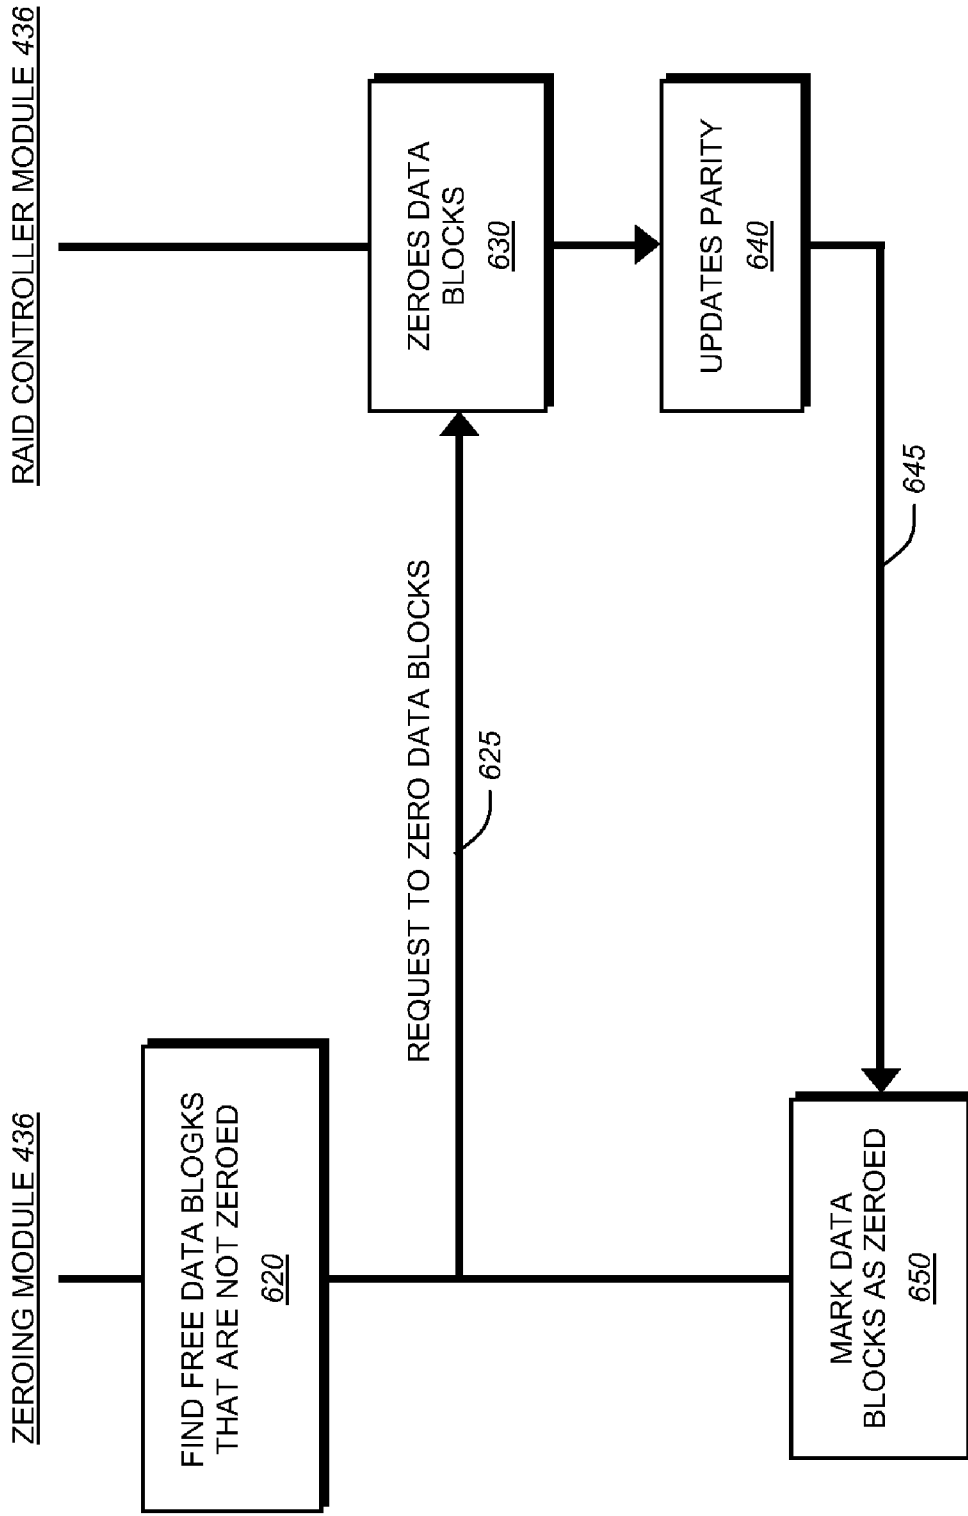 ZEROING MODULE 436
RAID CONTROLLER MODULE 436
FIND FREE DATA BLOGKS
THAT ARE NOT ZEROED
620
REQUEST TO ZERO DATA BLOCKS
625
ZEROES DATA
BLOCKS
630
UPDATES PARITY
640
645
MARK DATA
BLOCKS AS ZEROED
650